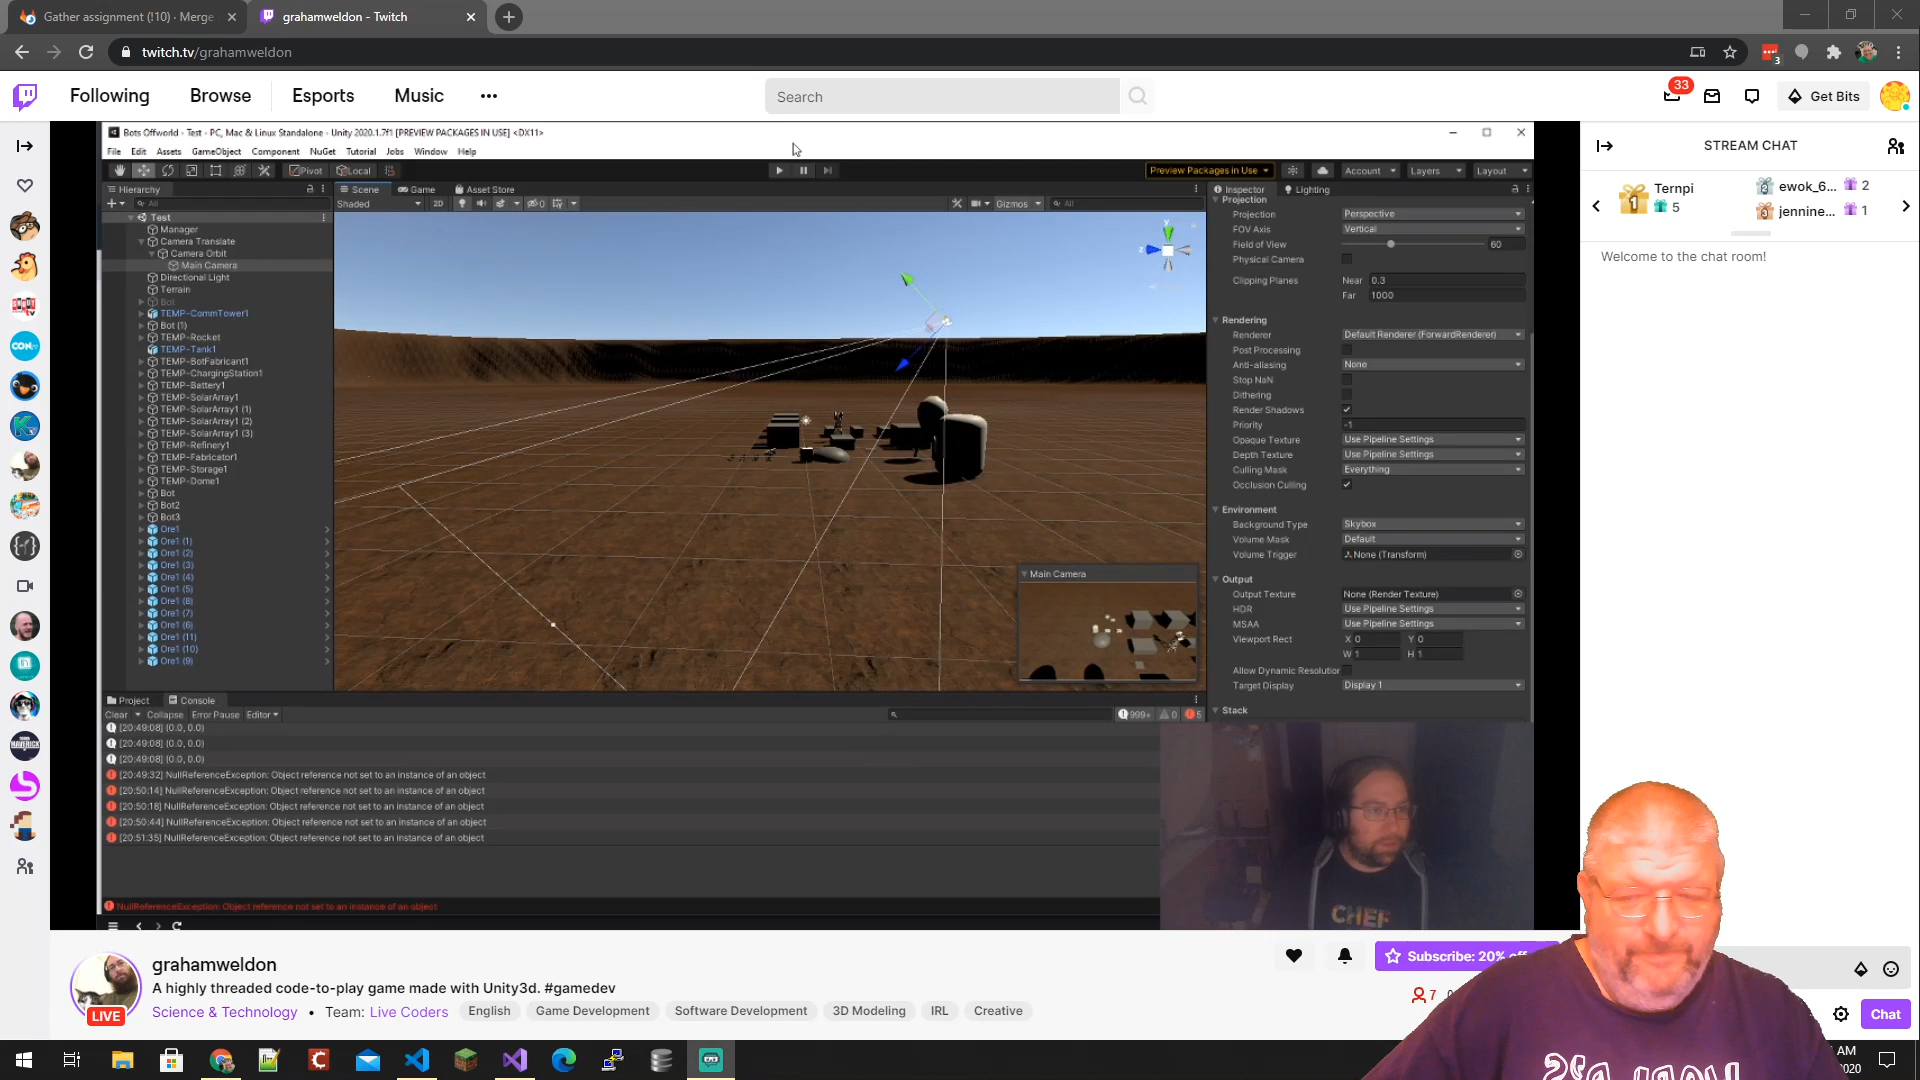 Gather assignment (!10) · Merge
grahamweldon - Twitch
twitch.tv/grahamweldon
3
Following
Browse
Esports
Music
Search
33
Get Bits
Bots Offworld - Test - PC, Mac & Linux Standalone - Unity 2020.1.7f1 [PREVIEW PACKAGES IN USE] <DX11>
File Edit Assets GameObject Component NuGet Tutorial Jobs Window Help
Pivot Local
Preview Packages in Use
Account Layers Layout
Hierarchy
All
Test
Manager
Camera Translate
Camera Orbit
Main Camera
Directional Light
Terrain
Bot
TEMP-CommTower1
Bot (1)
TEMP-Rocket
TEMP-Tank1
TEMP-BotFabricant1
TEMP-ChargingStation1
TEMP-Battery1
TEMP-SolarArray1
TEMP-SolarArray1 (1)
TEMP-SolarArray1 (2)
TEMP-SolarArray1 (3)
TEMP-Refinery1
TEMP-Fabricator1
TEMP-Storage1
TEMP-Dome1
Bot
Bot2
Bot3
Ore1
Ore1 (1)
Ore1 (2)
Ore1 (3)
Ore1 (4)
Ore1 (5)
Ore1 (8)
Ore1 (7)
Ore1 (6)
Ore1 (11)
Ore1 (10)
Ore1 (9)
Scene Game Asset Store
Shaded 2D 0 Gizmos All
Main Camera
Inspector Lighting
Projection
Projection Perspective
FOV Axis Vertical
Field of View 60
Physical Camera
Clipping Planes Near 0.3
Far 1000
Rendering
Renderer Default Renderer (ForwardRenderer)
Post Processing
Anti-aliasing None
Stop NaN
Dithering
Render Shadows
Priority -1
Opaque Texture Use Pipeline Settings
Depth Texture Use Pipeline Settings
Culling Mask Everything
Occlusion Culling
Environment
Background Type Skybox
Volume Mask Default
Volume Trigger None (Transform)
Output
Output Texture None (Render Texture)
HDR Use Pipeline Settings
MSAA Use Pipeline Settings
Viewport Rect X 0 Y 0
W 1 H 1
Allow Dynamic Resolution
Target Display Display 1
Stack
Project Console
Clear Collapse Error Pause Editor
999+ 0 5
[20:49:08] (0.0, 0.0)
[20:49:08] (0.0, 0.0)
[20:49:08] (0.0, 0.0)
[20:49:32] NullReferenceException: Object reference not set to an instance of an object
[20:50:14] NullReferenceException: Object reference not set to an instance of an object
[20:50:18] NullReferenceException: Object reference not set to an instance of an object
[20:50:44] NullReferenceException: Object reference not set to an instance of an object
[20:51:35] NullReferenceException: Object reference not set to an instance of an object
NullReferenceException: Object reference not set to an instance of an object
CHEF
STREAM CHAT
1 Ternpi 5
2 ewok_6... 2
3 jennine... 1
Welcome to the chat room!
grahamweldon
A highly threaded code-to-play game made with Unity3d. #gamedev
LIVE
Science & Technology • Team: Live Coders English Game Development Software Development 3D Modeling IRL Creative
Subscribe: 20% off
7
Chat
AM
2020